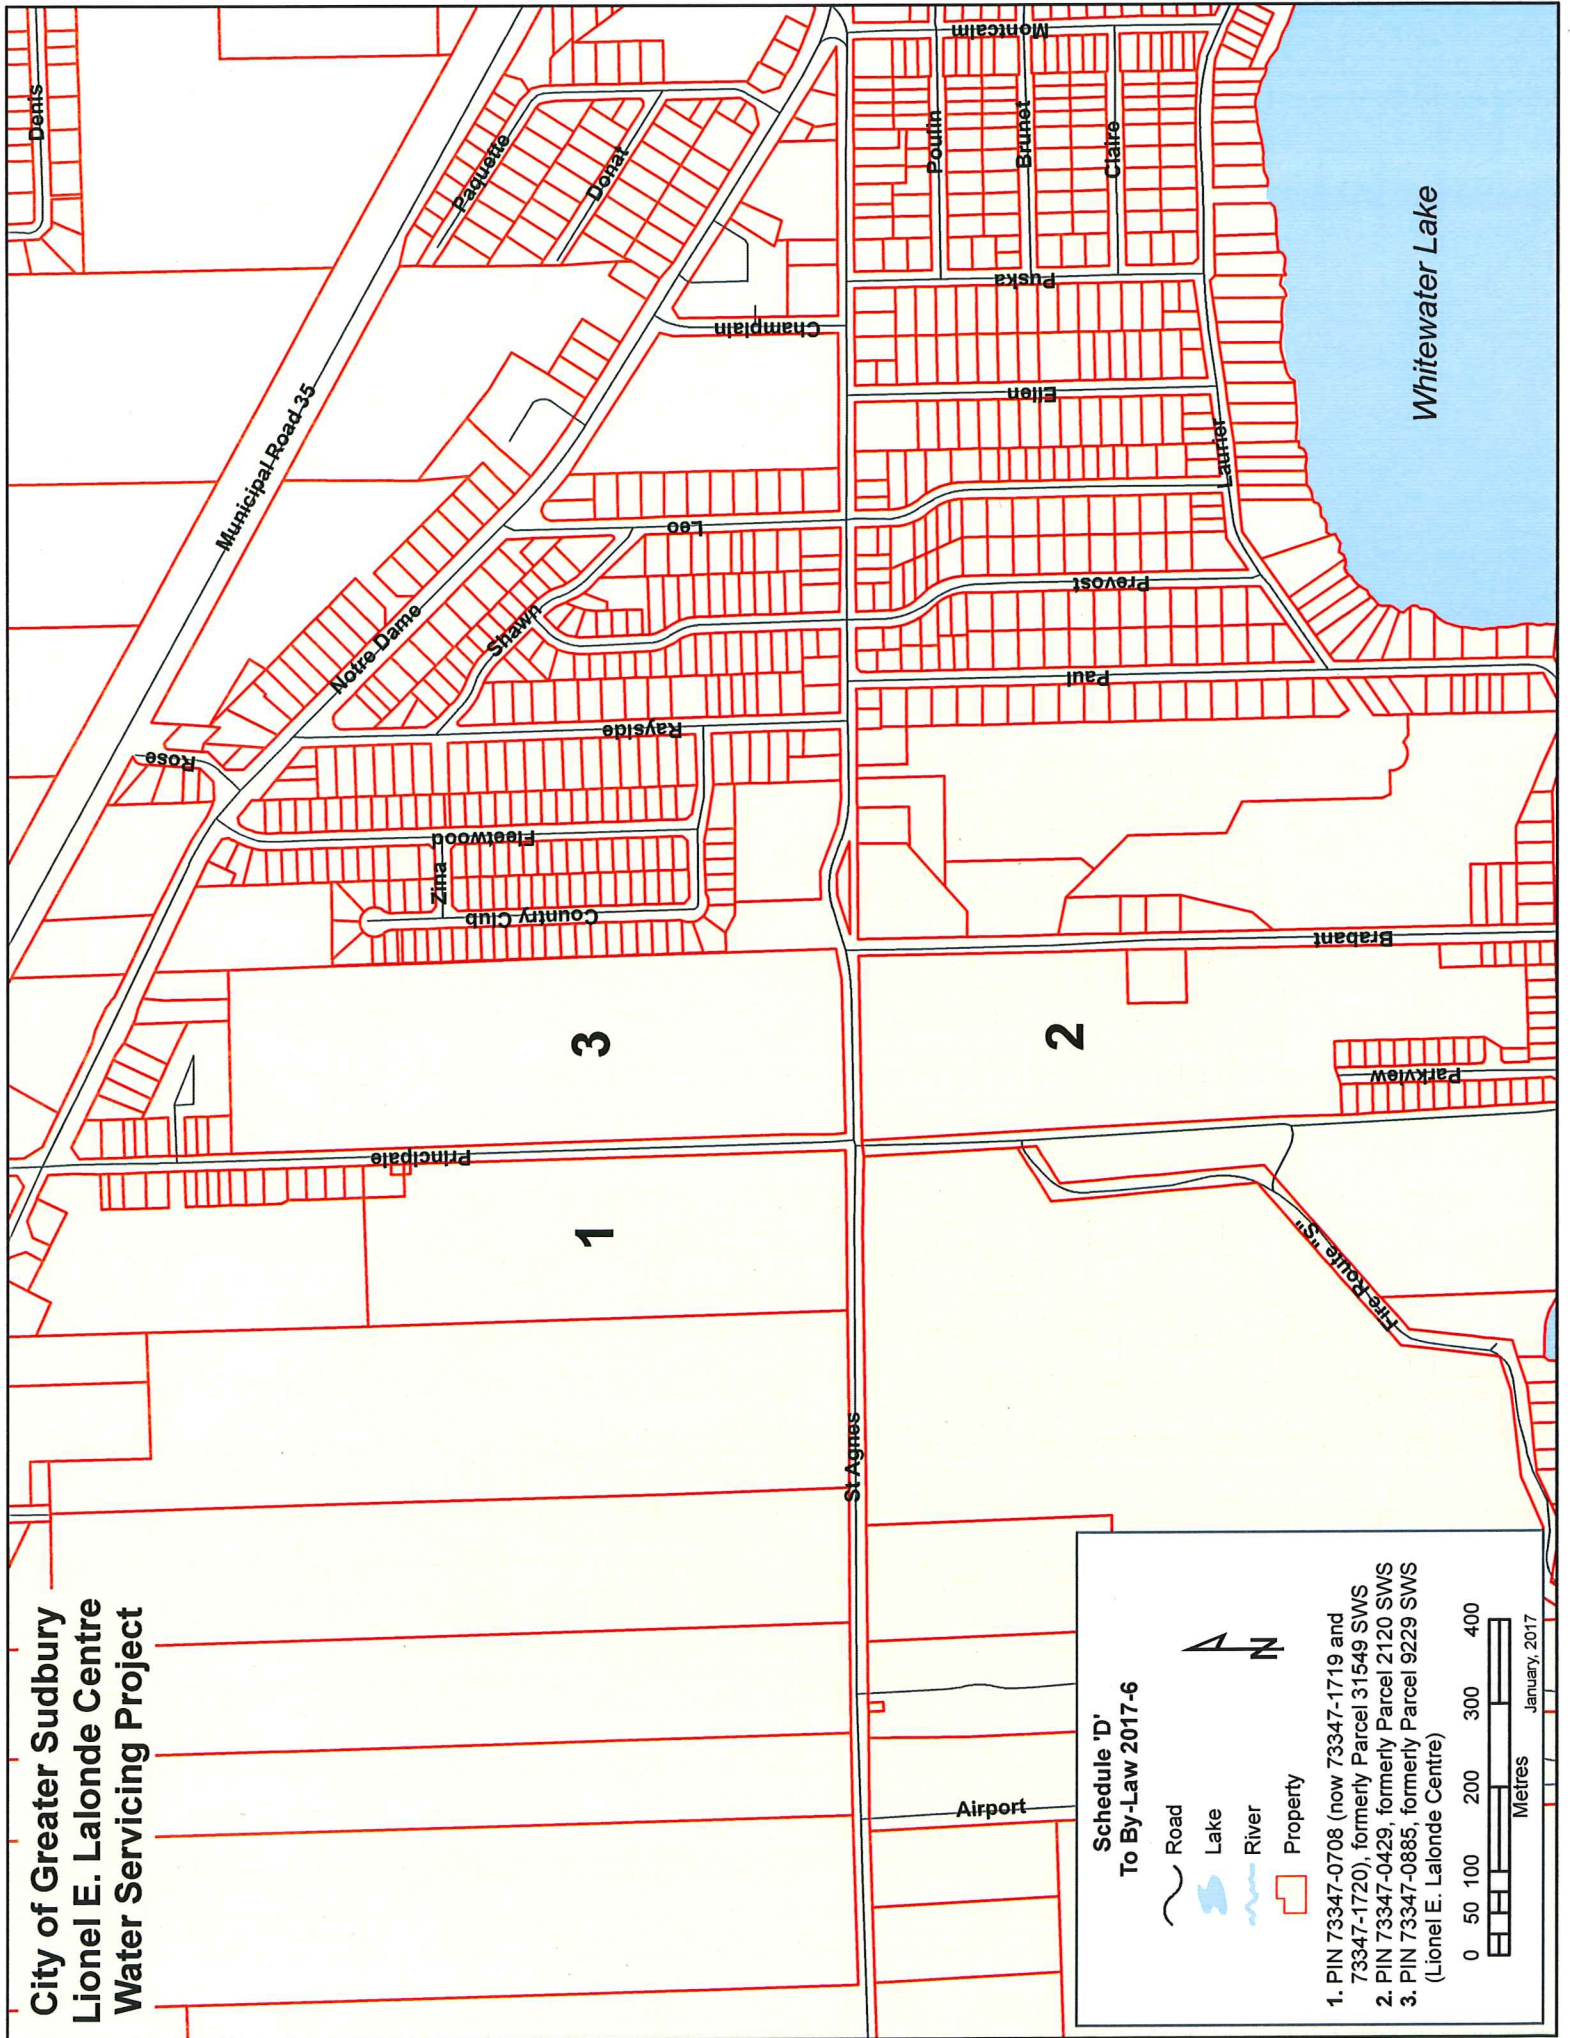 City of Greater Sudbury
Lionel E. Lalonde Centre
Water Servicing Project
Denis
Municipal Road 35
Paquette
Donat
Montcalm
Poulin
Brunet
Claire
Puska
Champlain
Ellen
Laurier
Whitewater Lake
Leo
Notre Dame
Shawn
Prevost
Paul
Rayside
Rose
Fleetwood
Zina
Country Club
Brabant
3
2
Parkview
Principale
1
Fire Route "S"
St Agnes
Airport
Schedule 'D'
To By-Law 2017-6
Road
Lake
River
Property
N
1. PIN 73347-0708 (now 73347-1719 and
73347-1720), formerly Parcel 31549 SWS
2. PIN 73347-0429, formerly Parcel 2120 SWS
3. PIN 73347-0885, formerly Parcel 9229 SWS
(Lionel E. Lalonde Centre)
0 50 100 200 300 400
Metres
January, 2017